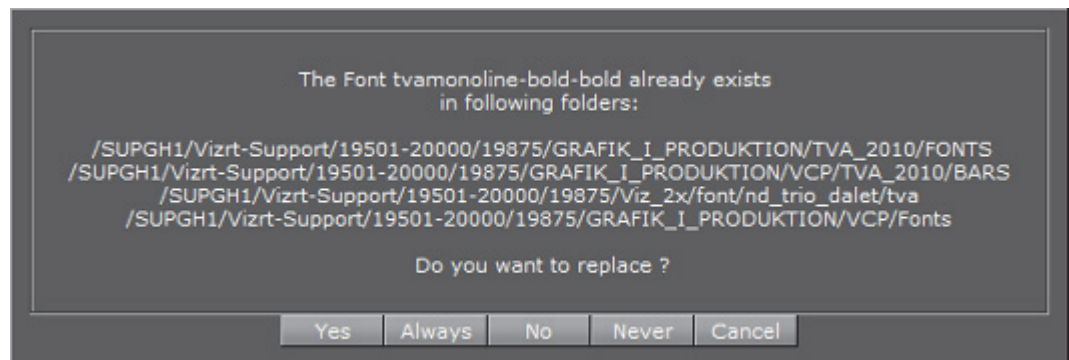 The Font tvamonoline-bold-bold already exists
in following folders:
/SUPGH1/Vizrt-Support/19501-20000/19875/GRAFIK_I_PRODUKTION/TVA_2010/FONTS
/SUPGH1/Vizrt-Support/19501-20000/19875/GRAFIK_I_PRODUKTION/VCP/TVA_2010/BARS
/SUPGH1/Vizrt-Support/19501-20000/19875/Viz_2x/font/nd_trio_dalet/tva
/SUPGH1/Vizrt-Support/19501-20000/19875/GRAFIK_I_PRODUKTION/VCP/Fonts
Do you want to replace ?
Yes Always No Never Cancel